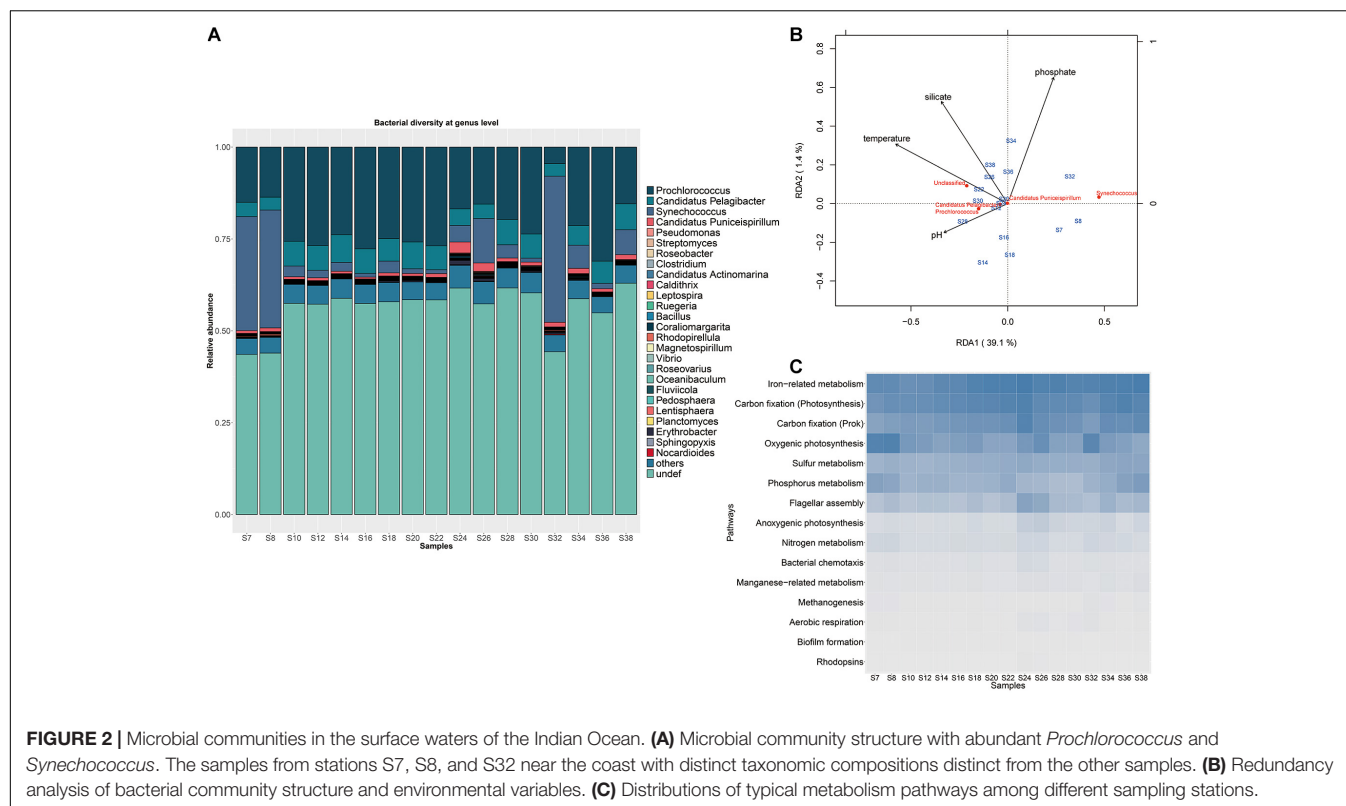 A
Bacterial diversity at genus level
Relative abundance
1.00
0.75
0.50
0.25
0.00
S7 S8 S10 S12 S14 S16 S18 S20 S22 S24 S26 S28 S30 S32 S34 S36 S38
Samples
Prochlorococcus
Candidatus Pelagibacter
Synechococcus
Candidatus Puniceispirillum
Pseudomonas
Streptomyces
Roseobacter
Clostridium
Candidatus Actinomarina
Caldithrix
Leptospira
Ruegeria
Bacillus
Coraliomargarita
Rhodopirellula
Magnetospirillum
Vibrio
Roseovarius
Oceanibaculum
Fluviicola
Pedosphaera
Lentisphaera
Planctomyces
Erythrobacter
Sphingopyxis
Nocardioides
others
undef
B
RDA2 ( 1.4 %)
0.8
0.6
0.4
0.2
0.0
−0.2
−0.4
1
0
phosphate
silicate
temperature
S34
S38
S36
S32
Unclassified
Synechococcus
S30
Candidatus Puniceispirillum
Prochlorococcus
S8
S7
pH
S16
S18
S14
−0.5 0.0 0.5
RDA1 ( 39.1 %)
C
Pathways
Iron−related metabolism
Carbon fixation (Photosynthesis)
Carbon fixation (Prok)
Oxygenic photosynthesis
Sulfur metabolism
Phosphorus metabolism
Flagellar assembly
Anoxygenic photosynthesis
Nitrogen metabolism
Bacterial chemotaxis
Manganese−related metabolism
Methanogenesis
Aerobic respiration
Biofilm formation
Rhodopsins
S7 S8 S10 S12 S14 S16 S18 S20 S22 S24 S26 S28 S30 S32 S34 S36 S38
Samples
FIGURE 2 | Microbial communities in the surface waters of the Indian Ocean. (A) Microbial community structure with abundant Prochlorococcus and
Synechococcus. The samples from stations S7, S8, and S32 near the coast with distinct taxonomic compositions distinct from the other samples. (B) Redundancy
analysis of bacterial community structure and environmental variables. (C) Distributions of typical metabolism pathways among different sampling stations.